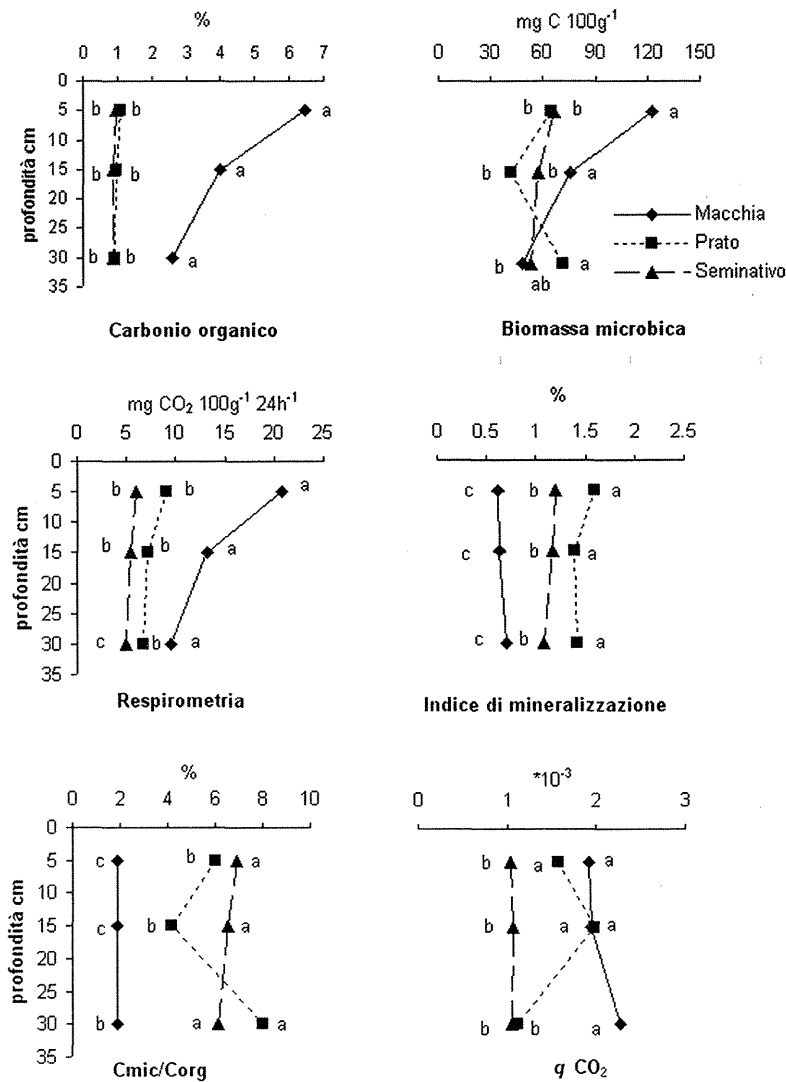 %
0 1 2 3 4 5 6 7
0
5
10
15
20
25
30
35
profondità cm
b b a
b b a
b b a
Carbonio organico
mg C 100g⁻¹
0 30 60 90 120 150
b b a
b b a
b ab a
Macchia
Prato
Seminativo
Biomassa microbica
mg CO₂ 100g⁻¹ 24h⁻¹
0 5 10 15 20 25
0
5
10
15
20
25
30
35
profondità cm
b b a
b b a
c b a
Respirometria
%
0 0.5 1 1.5 2 2.5
c b a
c b a
c b a
Indice di mineralizzazione
%
0 2 4 6 8 10
0
5
10
15
20
25
30
35
profondità cm
c b a
c b a
b a a
Cmic/Corg
*10⁻³
0 1 2 3
b a a
b a a
b b a
q CO₂